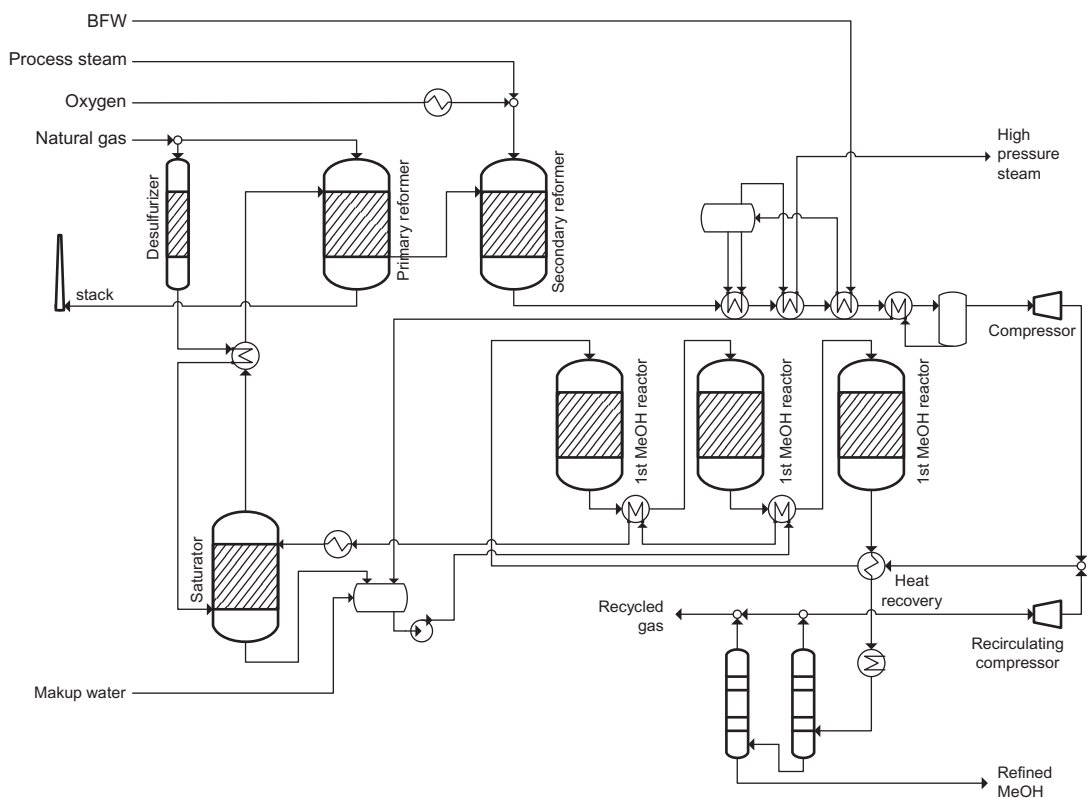 BFW
Process steam
Oxygen
Natural gas
High
pressure
steam
Desulfurizer
Primary reformer
Secondary reformer
stack
Compressor
1st MeOH reactor
1st MeOH reactor
1st MeOH reactor
Saturator
Heat
recovery
Recycled
gas
Recirculating
compressor
Makup water
Refined
MeOH